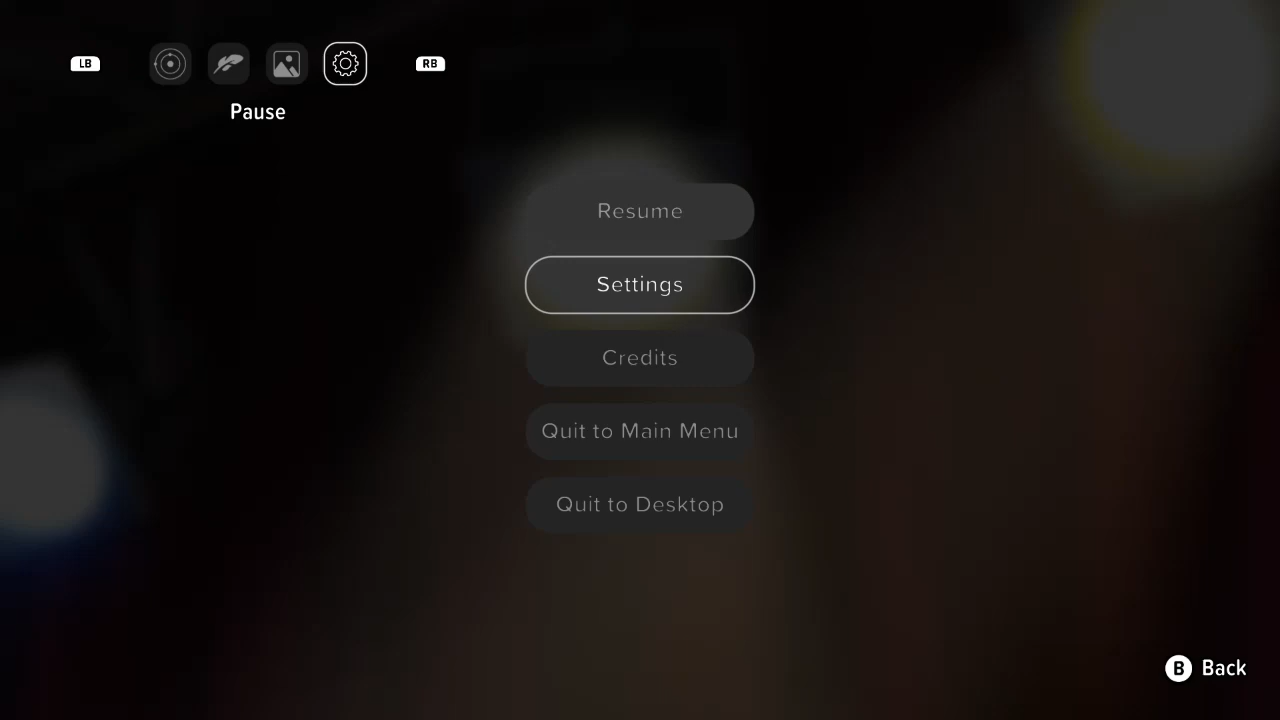 LB
RB
Pause
Resume
Settings
Credits
Quit to Main Menu
Quit to Desktop
B Back